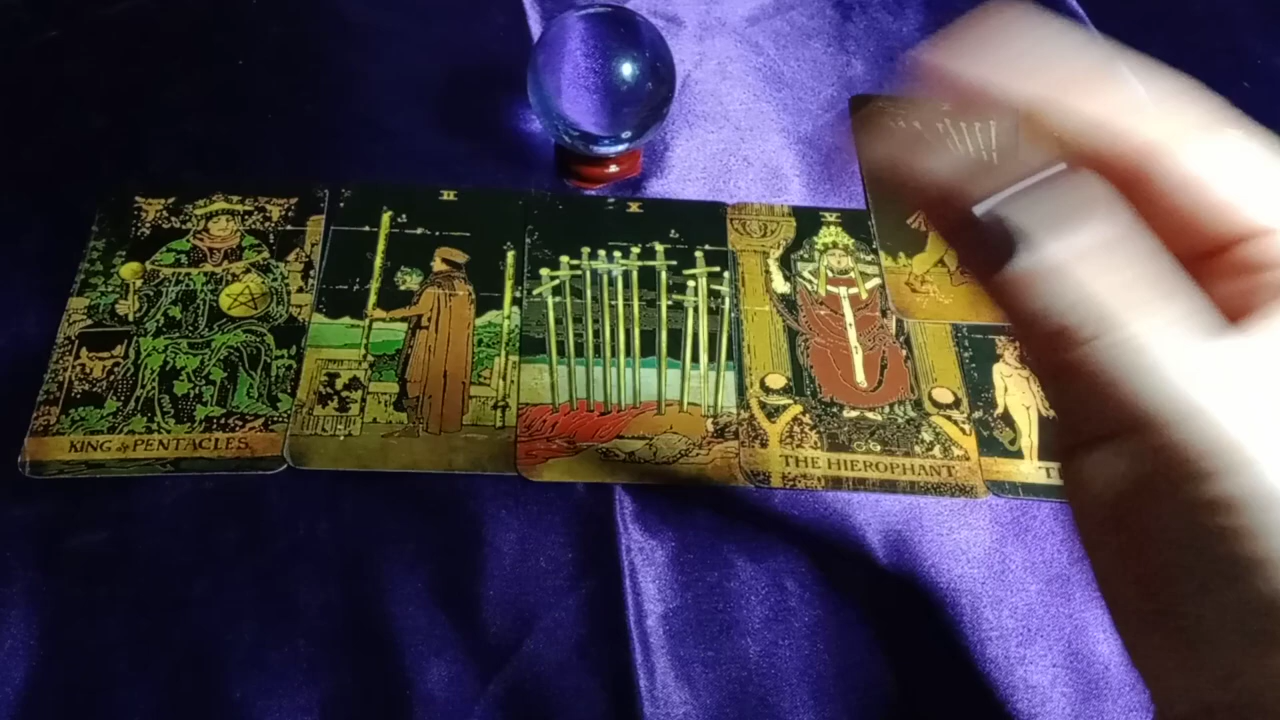 KING of PENTACLES
II
X
V
THE HIEROPHANT
T